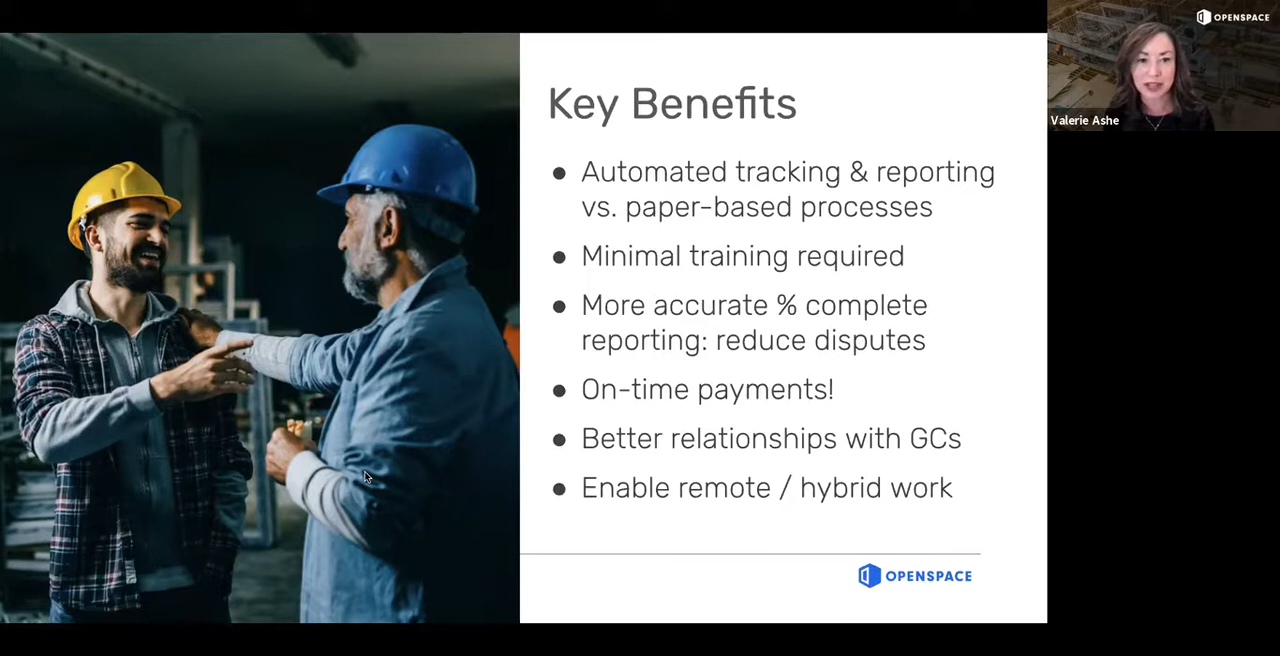 OPENSPACE
Valerie Ashe
Key Benefits
● Automated tracking & reporting
vs. paper-based processes
● Minimal training required
● More accurate % complete
reporting: reduce disputes
● On-time payments!
● Better relationships with GCs
● Enable remote / hybrid work
OPENSPACE